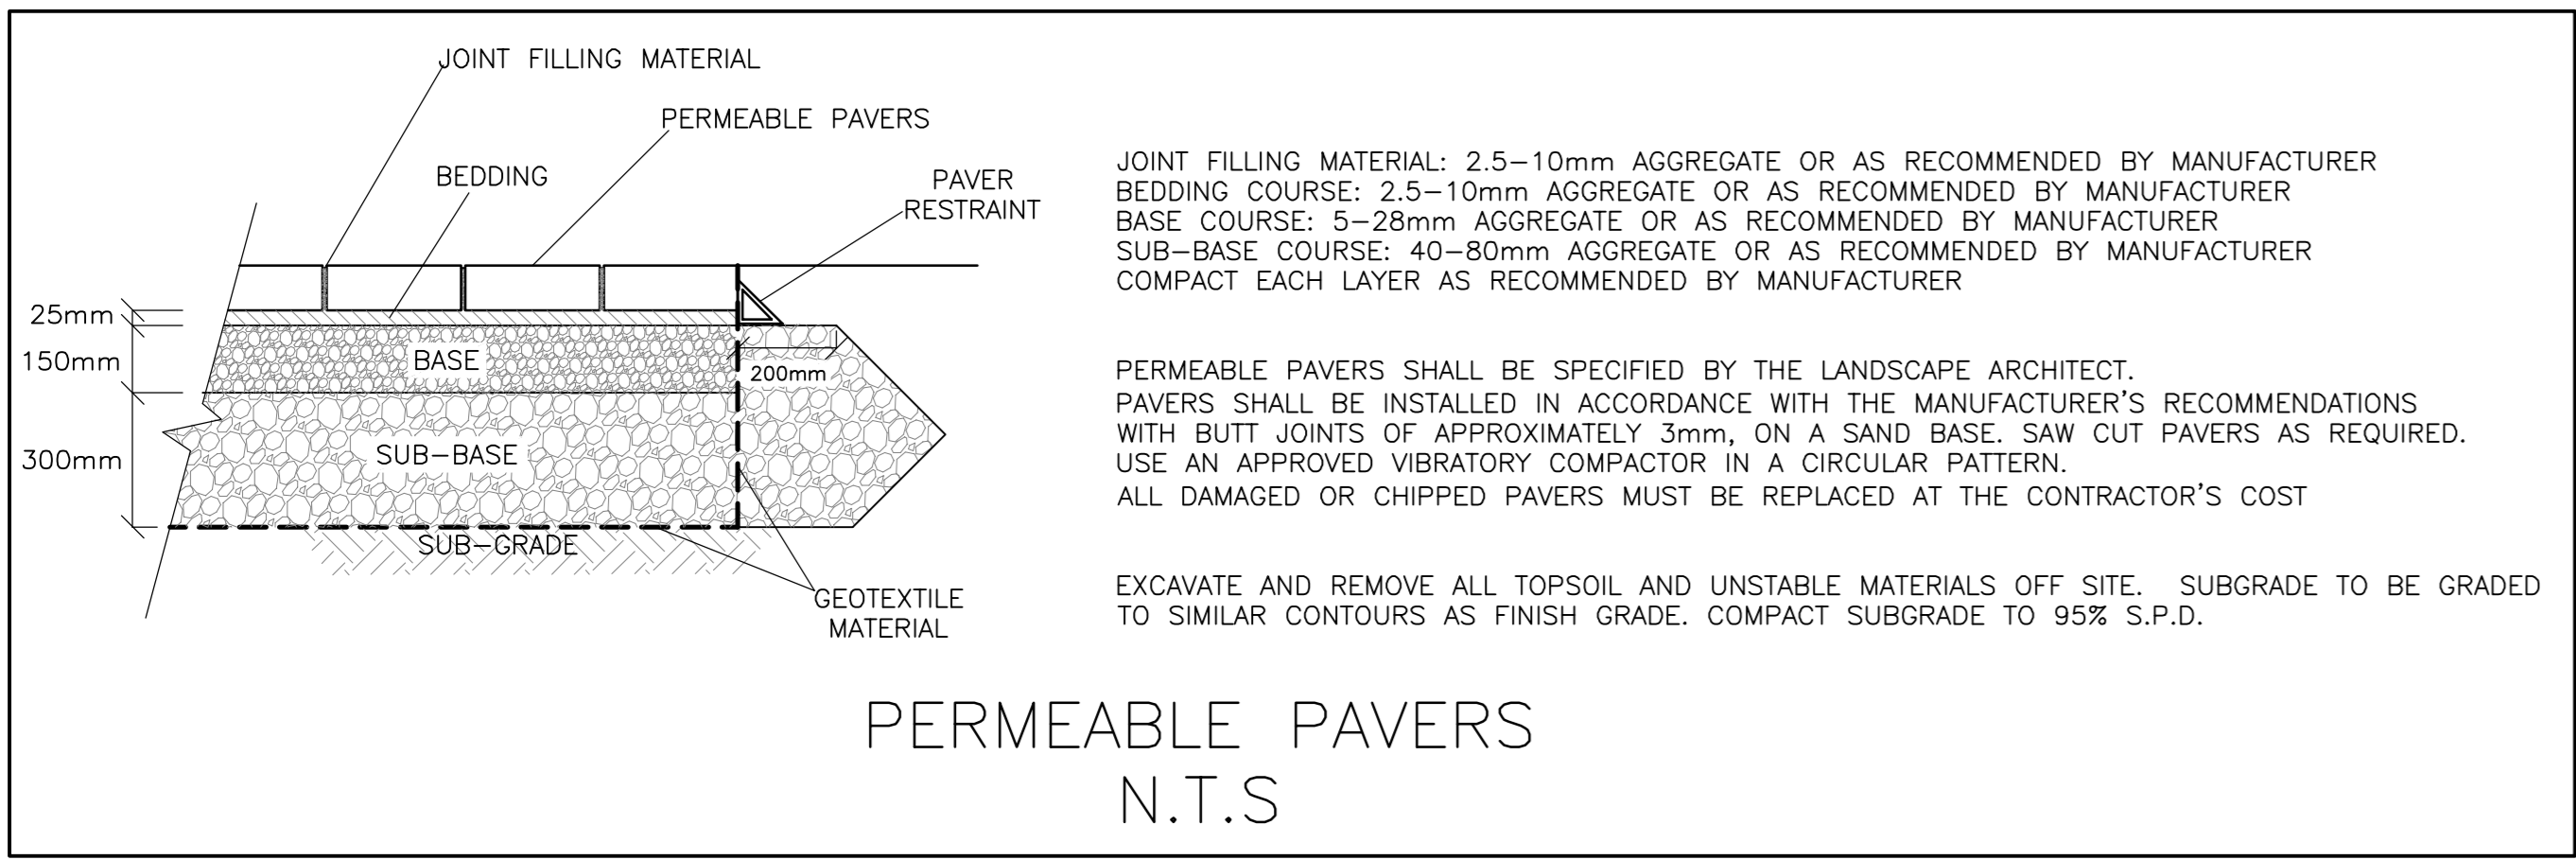 JOINT FILLING MATERIAL
PERMEABLE PAVERS
BEDDING
PAVER
RESTRAINT
25mm
150mm
BASE
200mm
300mm
SUB-BASE
SUB-GRADE
GEOTEXTILE
MATERIAL
JOINT FILLING MATERIAL: 2.5-10mm AGGREGATE OR AS RECOMMENDED BY MANUFACTURER
BEDDING COURSE: 2.5-10mm AGGREGATE OR AS RECOMMENDED BY MANUFACTURER
BASE COURSE: 5-28mm AGGREGATE OR AS RECOMMENDED BY MANUFACTURER
SUB-BASE COURSE: 40-80mm AGGREGATE OR AS RECOMMENDED BY MANUFACTURER
COMPACT EACH LAYER AS RECOMMENDED BY MANUFACTURER
PERMEABLE PAVERS SHALL BE SPECIFIED BY THE LANDSCAPE ARCHITECT.
PAVERS SHALL BE INSTALLED IN ACCORDANCE WITH THE MANUFACTURER'S RECOMMENDATIONS
WITH BUTT JOINTS OF APPROXIMATELY 3mm, ON A SAND BASE. SAW CUT PAVERS AS REQUIRED.
USE AN APPROVED VIBRATORY COMPACTOR IN A CIRCULAR PATTERN.
ALL DAMAGED OR CHIPPED PAVERS MUST BE REPLACED AT THE CONTRACTOR'S COST
EXCAVATE AND REMOVE ALL TOPSOIL AND UNSTABLE MATERIALS OFF SITE. SUBGRADE TO BE GRADED
TO SIMILAR CONTOURS AS FINISH GRADE. COMPACT SUBGRADE TO 95% S.P.D.
PERMEABLE PAVERS
N.T.S